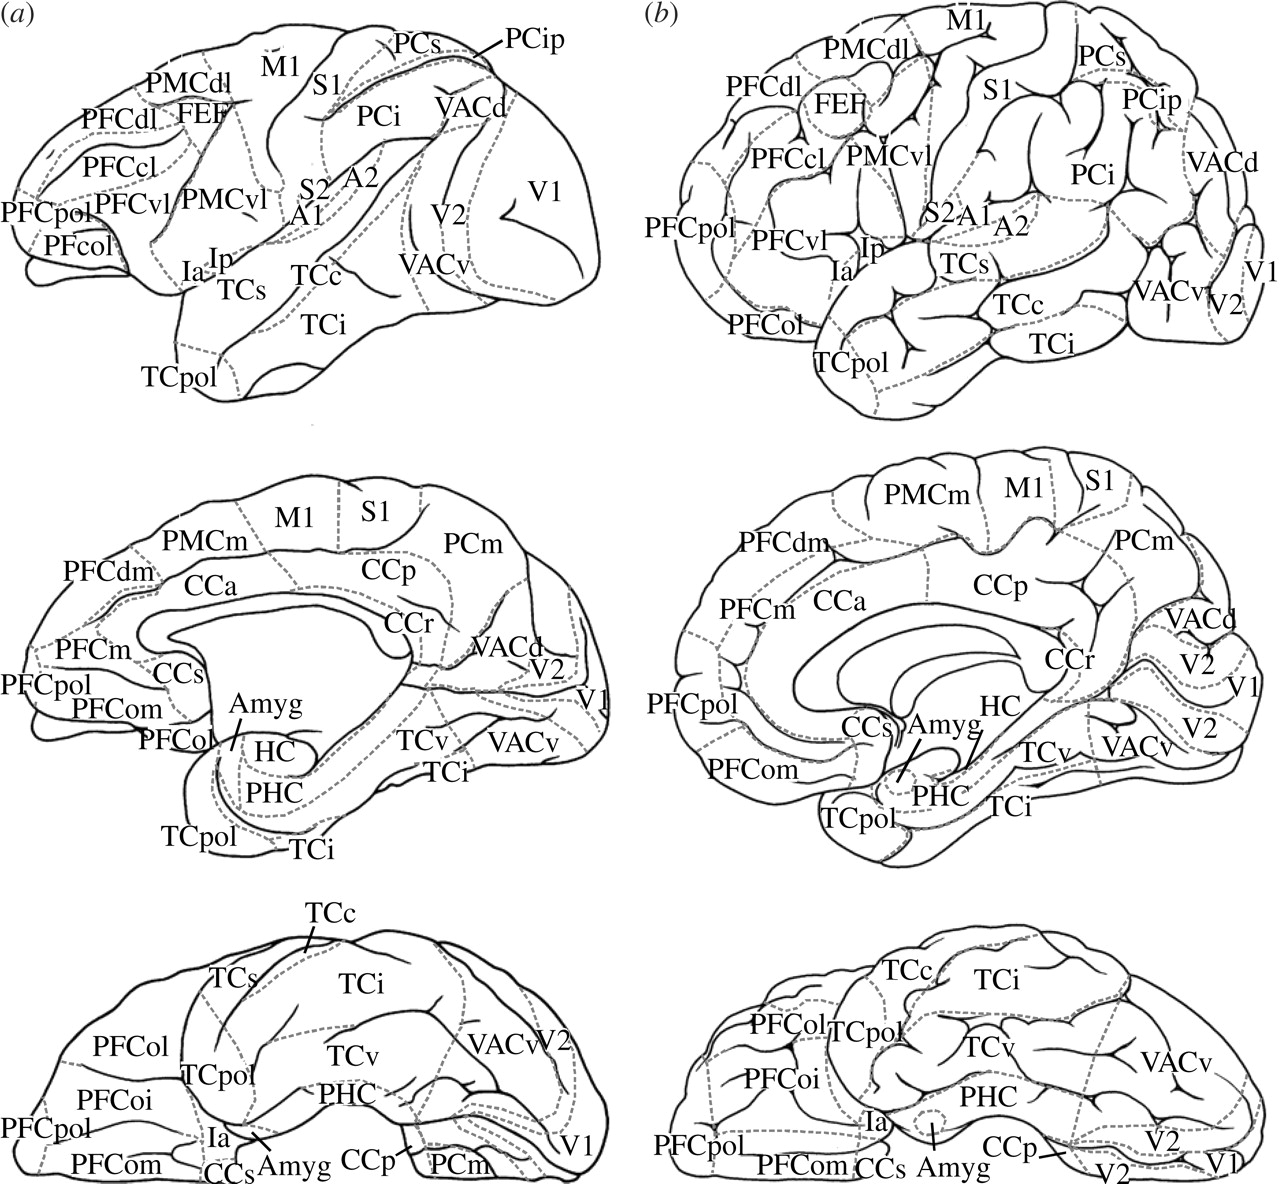 (a)
PCs
PCip
M1
S1
PMCdl
PFCdl
FEF
PCi
VACd
PFCcl
A2
S2
V1
PFCpol
PFCvl
PMCvl
A1
V2
PFCol
Ip
Ia
TCs
TCc
VACv
TCi
TCpol
(b)
M1
PMCdl
PCs
PFCdl
FEF
S1
PCip
PFCcl
PMCvl
PCi
VACd
PFCpol
PFCvl
S2
A1
A2
Ip
Ia
TCs
V1
VACv
V2
TCc
PFCol
TCi
TCpol
M1
S1
PMCm
PCm
PFCdm
CCa
CCp
CCr
PFCm
VACd
CCs
V2
PFCpol
PFCom
V1
Amyg
PFCol
HC
TCv
VACv
TCi
PHC
TCpol
TCi
PMCm
M1
S1
PFCdm
PCm
PFCm
CCa
CCp
VACd
CCr
V2
V1
PFCpol
HC
CCs
Amyg
V2
TCv
VACv
PFCom
PHC
TCi
TCpol
TCc
TCs
TCi
PFCol
TCv
VACv
V2
TCpol
PHC
PFCoi
PFCpol
Ia
V1
PFCom
CCs
Amyg
CCp
PCm
TCc
TCi
PFCol
TCpol
TCv
VACv
PFCoi
PHC
Ia
PFCpol
V2
CCp
PFCom
CCs
Amyg
V2
V1